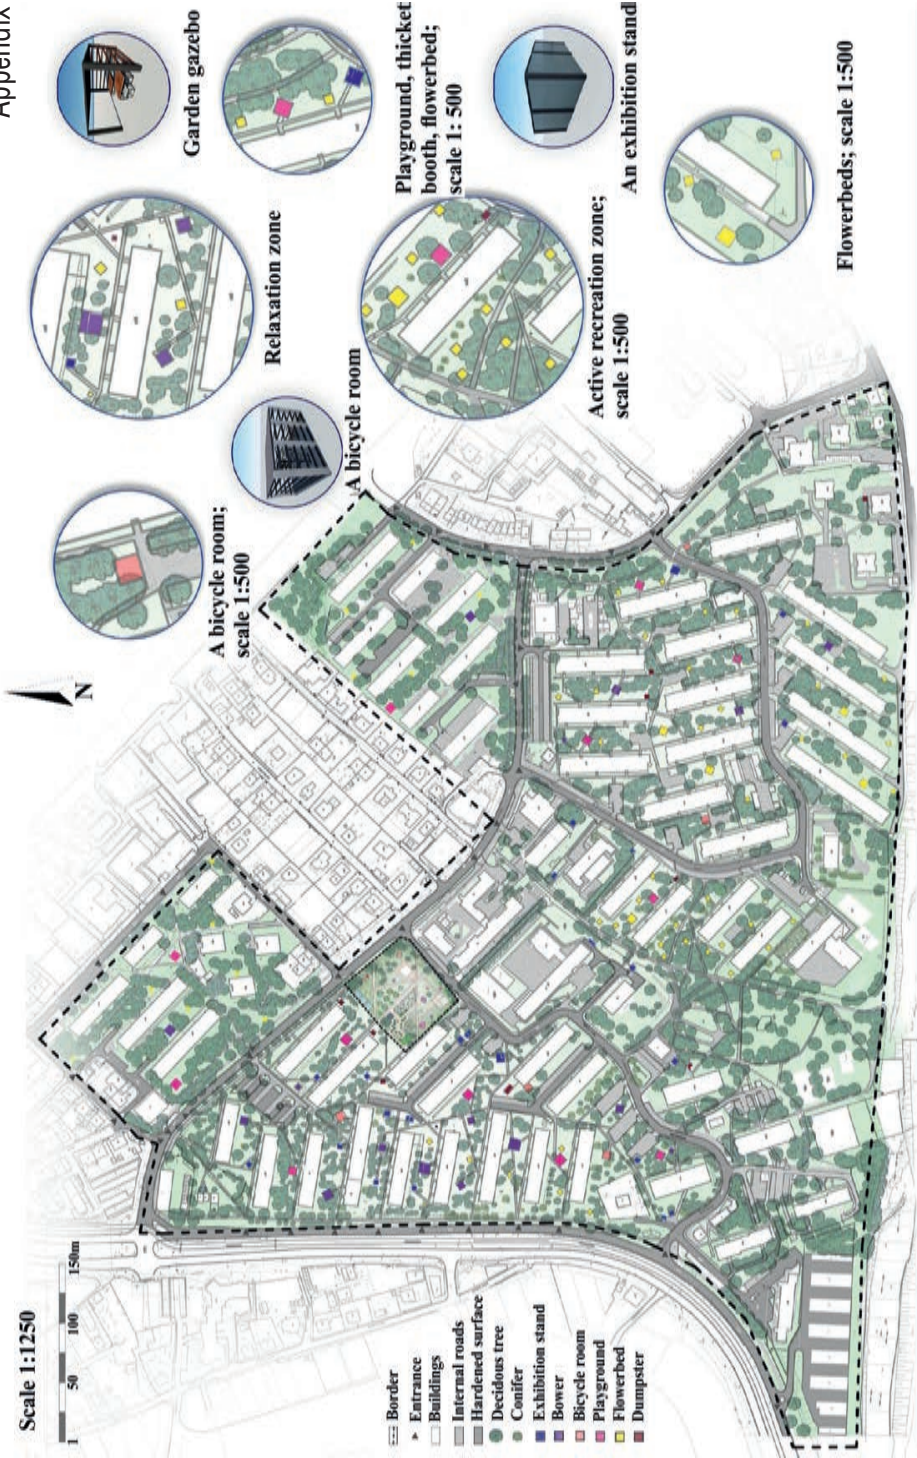 Appendix
Scale 1:1250
1 50 100 150m
N
Border
Entrance
Buildings
Internal roads
Hardened surface
Decidous tree
Conifer
Exhibition stand
Bower
Bicycle room
Playground
Flowerbed
Dumpster
A bicycle room;
scale 1:500
A bicycle room
Relaxation zone
Garden gazebo
Playground, thicket
booth, flowerbed;
scale 1: 500
Active recreation zone;
scale 1:500
An exhibition stand
Flowerbeds; scale 1:500